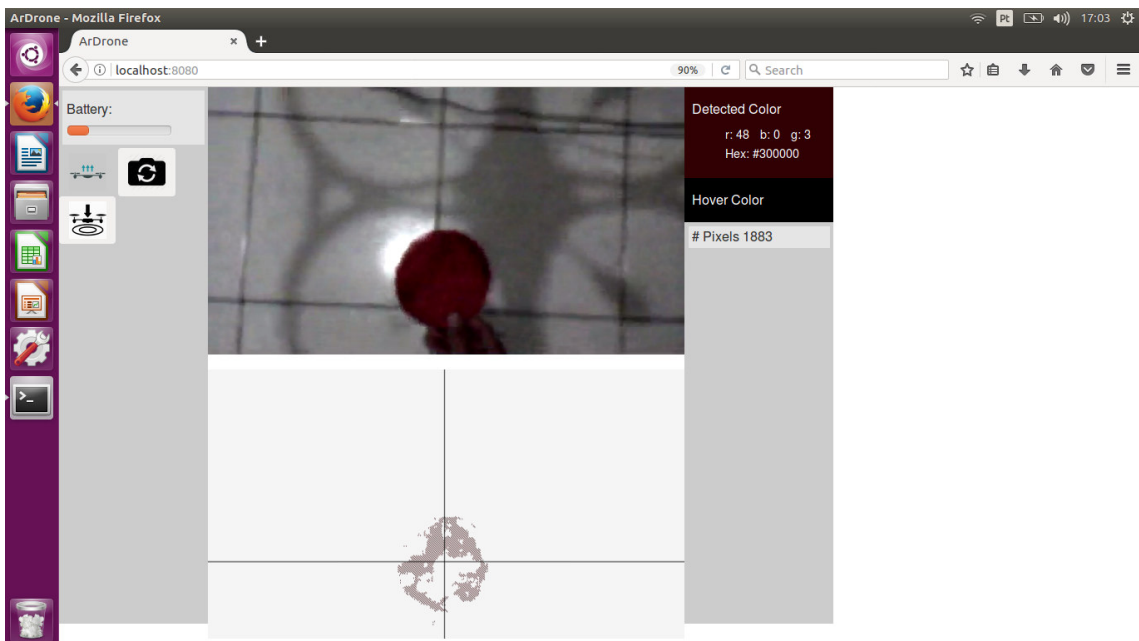 ArDrone - Mozilla Firefox
Pt
17:03
ArDrone
localhost:8080
90%
Search
Battery:
Detected Color
r: 48 b: 0 g: 3
Hex: #300000
Hover Color
# Pixels 1883